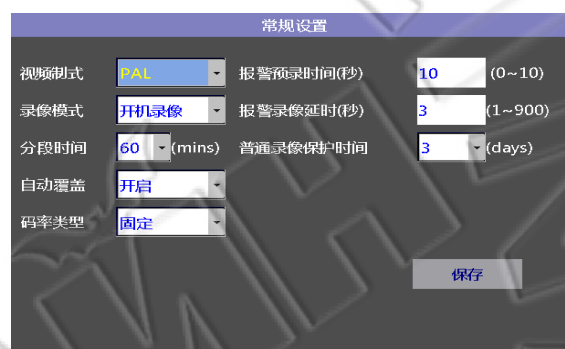 常规设置
视频制式 PAL 报警预录时间(秒) 10 (0~10)
录像模式 开机录像 报警录像延时(秒) 3 (1~900)
分段时间 60 (mins) 普通录像保护时间 3 (days)
自动覆盖 开启
码率类型 固定
保存